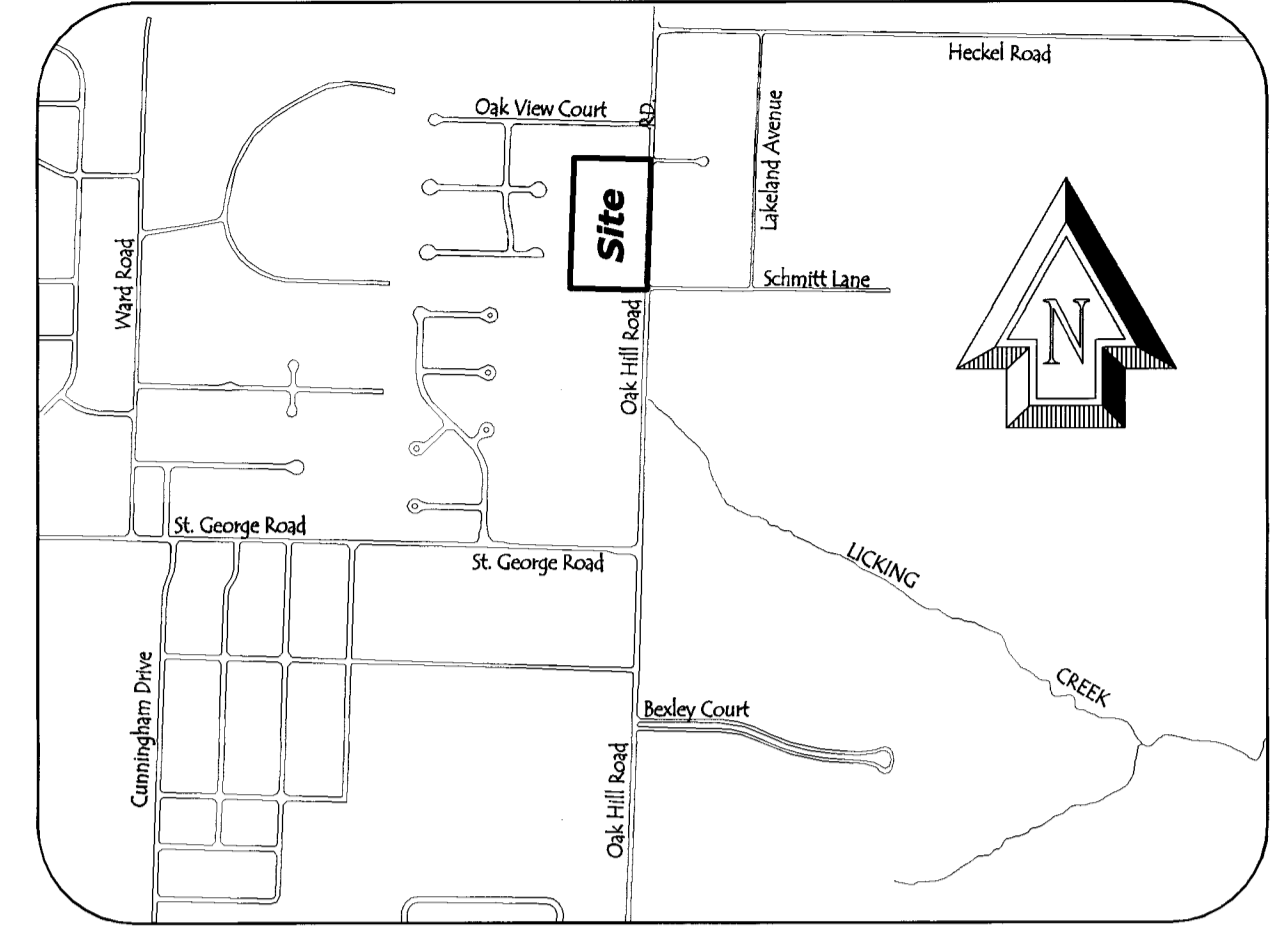 Heckel Road
Oak View Court
RD.
Lakeland Avenue
Site
Ward Road
Schmitt Lane
Oak Hill Road
N
St. George Road
St. George Road
LICKING
CREEK
Cunningham Drive
Bexley Court
Oak Hill Road